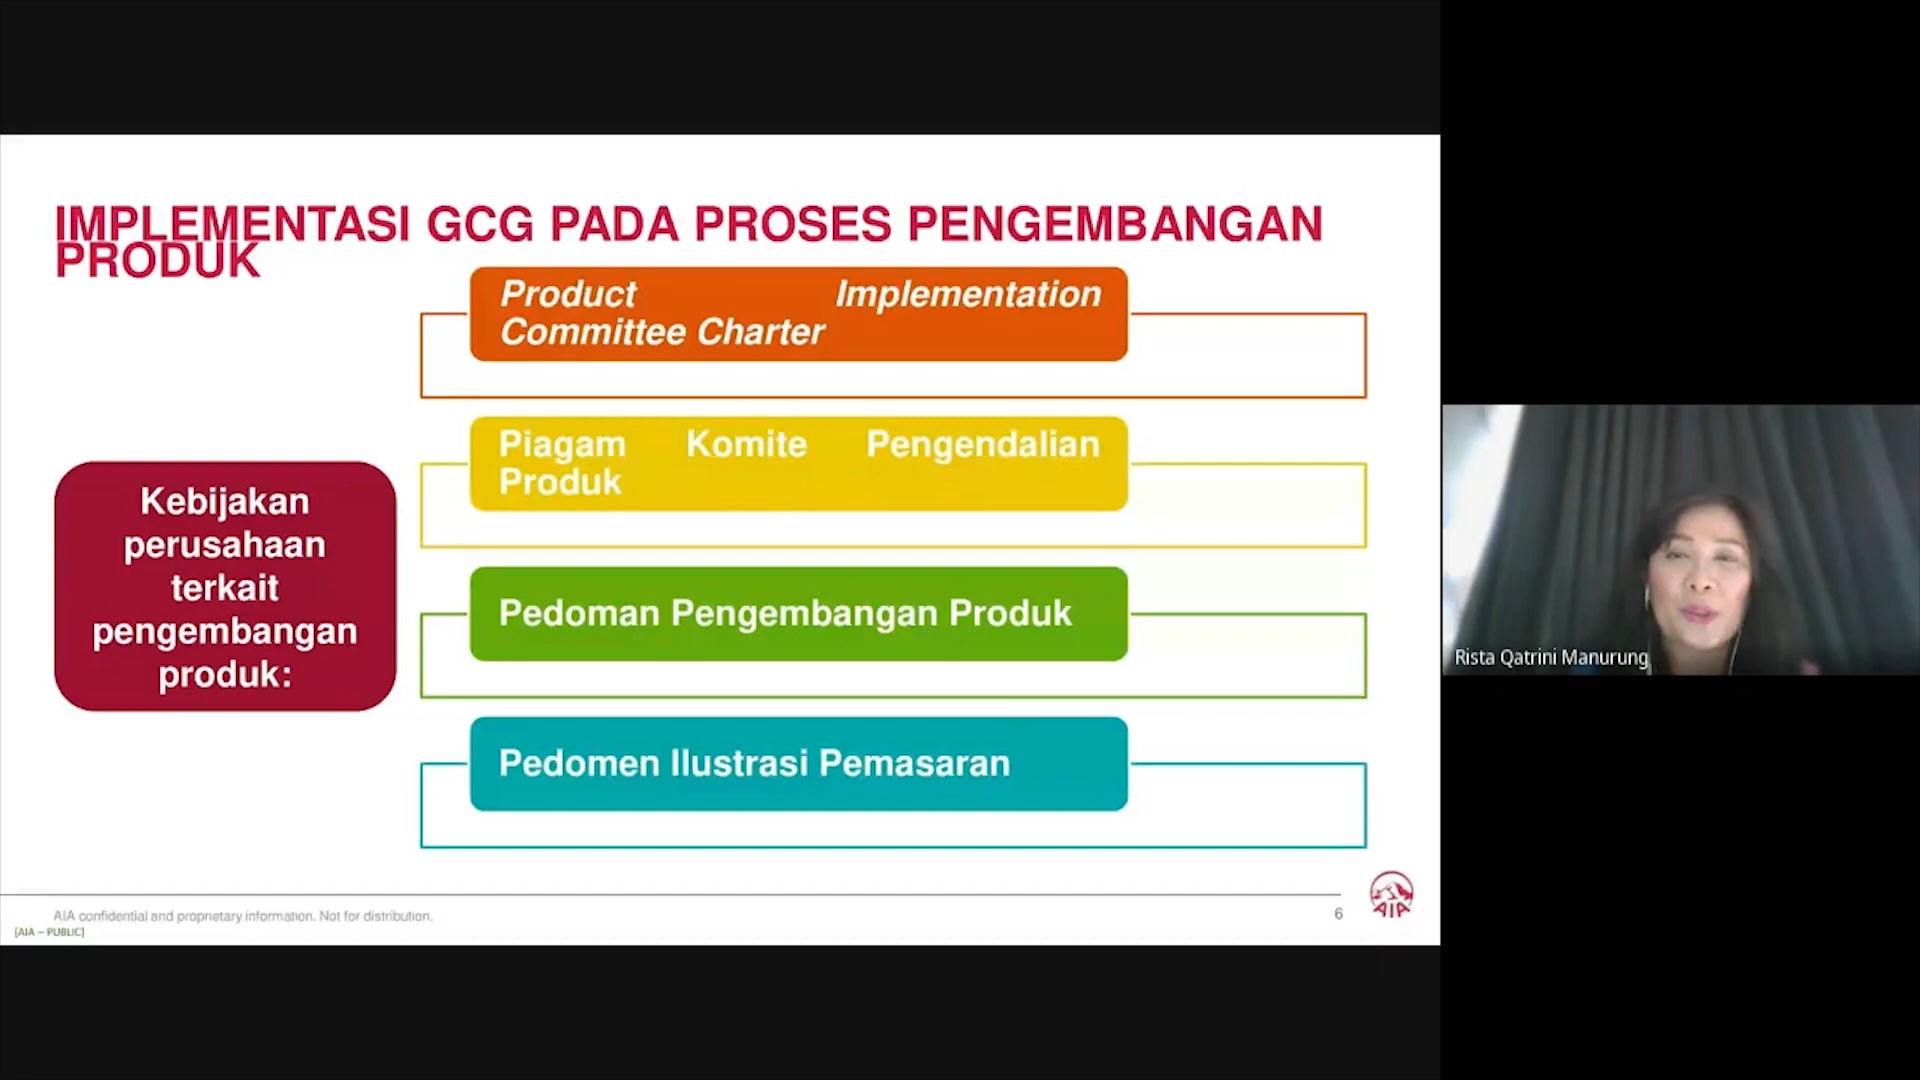 IMPLEMENTASI GCG PADA PROSES PENGEMBANGAN
PRODUK
Product Implementation
Committee Charter
Piagam Komite Pengendalian
Produk
Kebijakan
perusahaan
terkait
pengembangan
produk:
Pedoman Pengembangan Produk
Pedomen Ilustrasi Pemasaran
AIA confidential and proprietary information. Not for distribution.
[AIA – PUBLIC]
6
AIA
Rista Qatrini Manurung